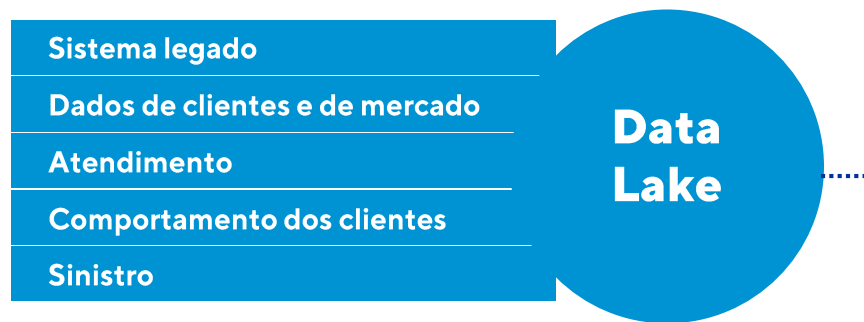 Sistema legado
Dados de clientes e de mercado
Atendimento
Comportamento dos clientes
Sinistro
Data
Lake